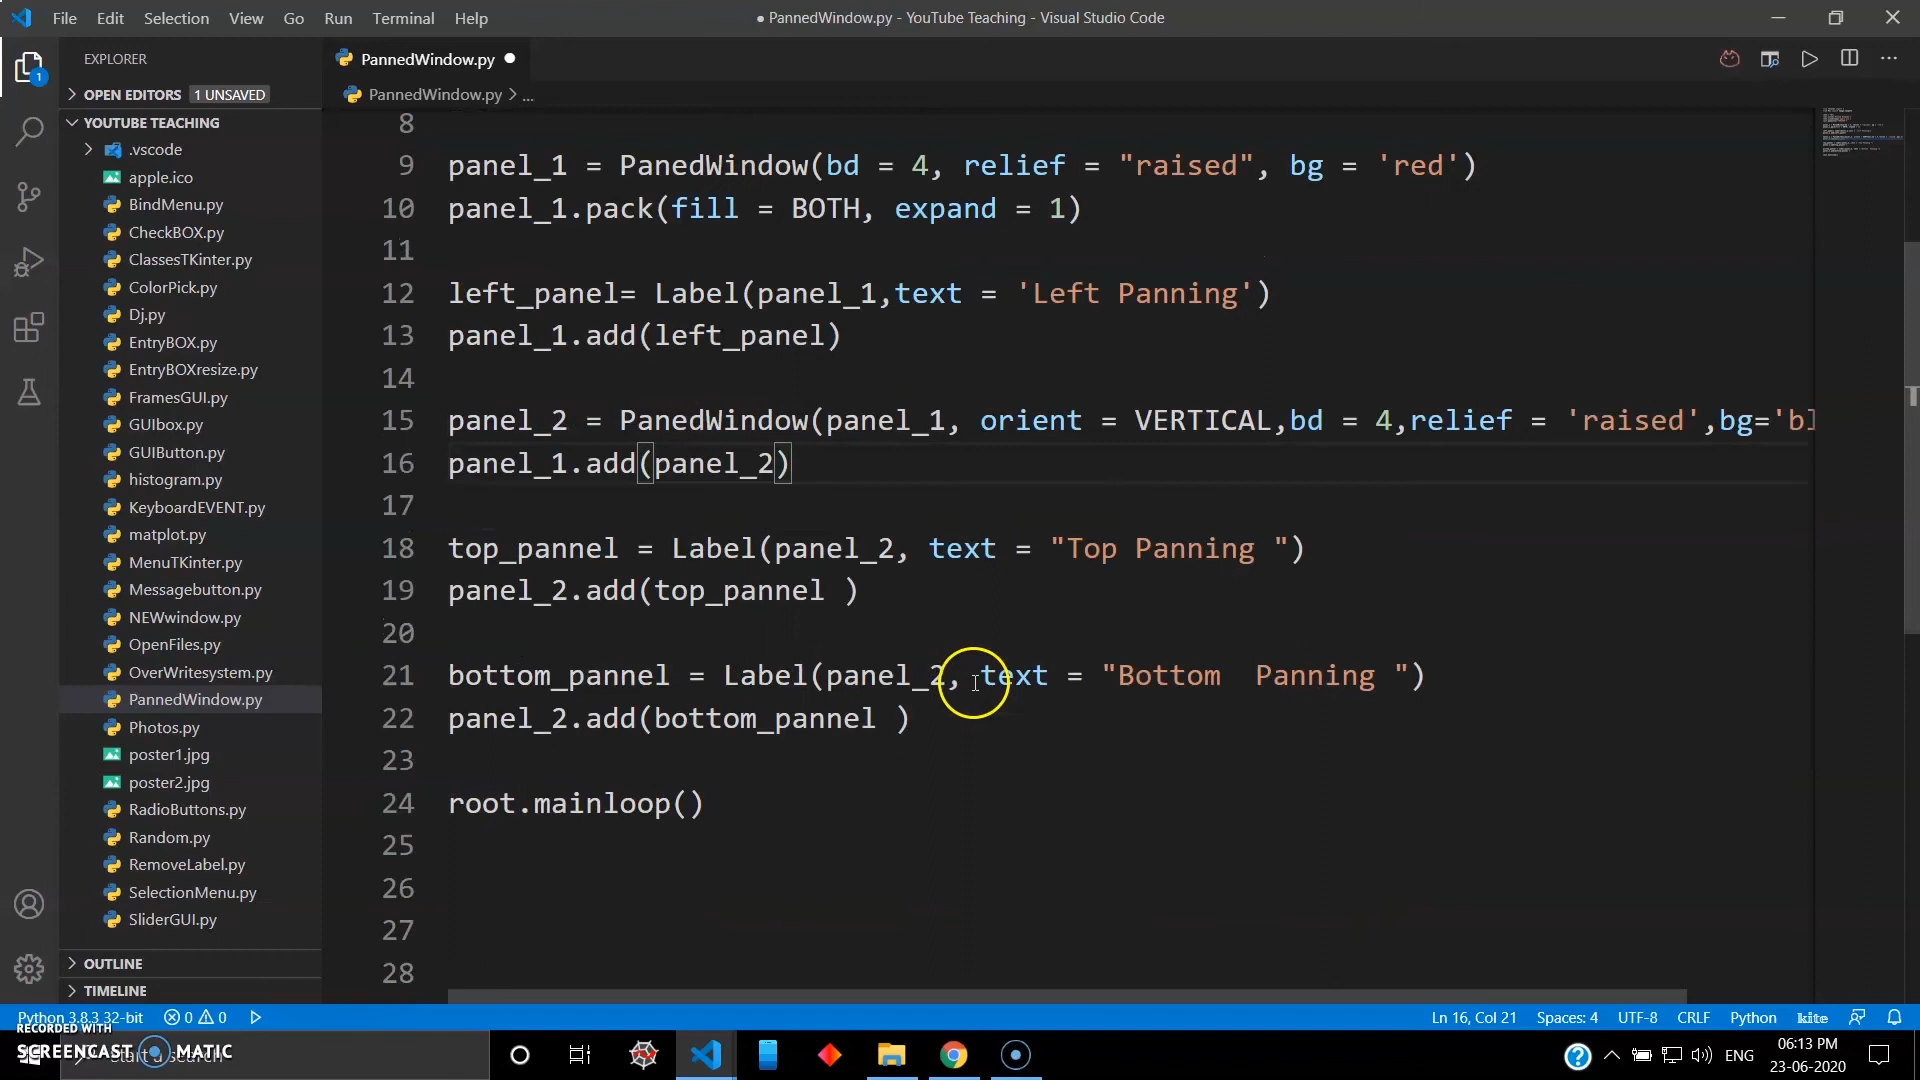 File Edit Selection View Go Run Terminal Help
● PannedWindow.py - YouTube Teaching - Visual Studio Code
EXPLORER
PannedWindow.py
OPEN EDITORS 1 UNSAVED
PannedWindow.py > ...
YOUTUBE TEACHING
.vscode
apple.ico
BindMenu.py
CheckBOX.py
ClassesTKinter.py
ColorPick.py
Dj.py
EntryBOX.py
EntryBOXresize.py
FramesGUI.py
GUIbox.py
GUIButton.py
histogram.py
KeyboardEVENT.py
matplot.py
MenuTKinter.py
Messagebutton.py
NEWwindow.py
OpenFiles.py
OverWritesystem.py
PannedWindow.py
Photos.py
poster1.jpg
poster2.jpg
RadioButtons.py
Random.py
RemoveLabel.py
SelectionMenu.py
SliderGUI.py
OUTLINE
TIMELINE
8
9 panel_1 = PanedWindow(bd = 4, relief = "raised", bg = 'red')
10 panel_1.pack(fill = BOTH, expand = 1)
11
12 left_panel= Label(panel_1,text = 'Left Panning')
13 panel_1.add(left_panel)
14
15 panel_2 = PanedWindow(panel_1, orient = VERTICAL,bd = 4,relief = 'raised',bg='bl
16 panel_1.add(panel_2)
17
18 top_pannel = Label(panel_2, text = "Top Panning ")
19 panel_2.add(top_pannel )
20
21 bottom_pannel = Label(panel_2, text = "Bottom  Panning ")
22 panel_2.add(bottom_pannel )
23
24 root.mainloop()
25
26
27
28
Python 3.8.3 32-bit 0 0 Ln 16, Col 21 Spaces: 4 UTF-8 CRLF Python kite
RECORDED WITH
SCREENCAST MATIC
Start a search
ENG
06:13 PM
23-06-2020